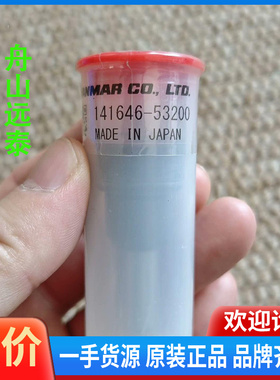 舟山远泰
NMAR CO., LTD.
141646-53200
MADE IN JAPAN
价
欢迎
一手货源 原装正品 品牌齐